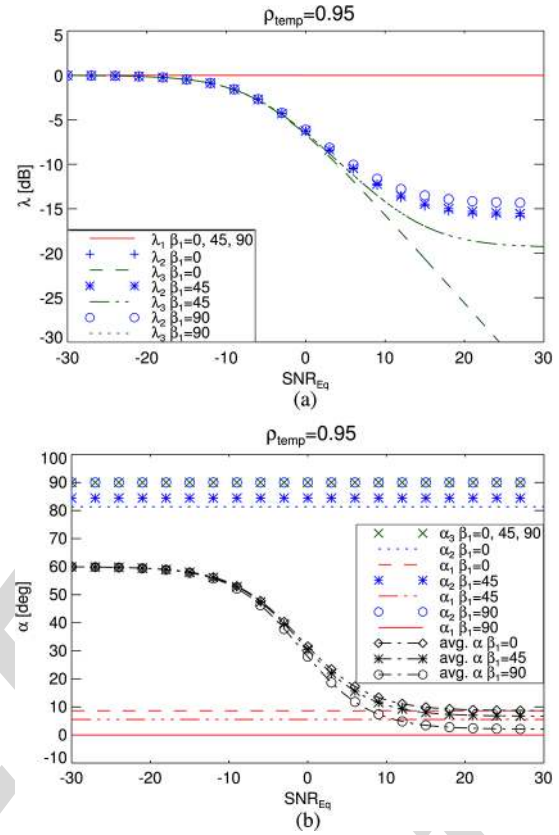 ρtemp=0.95
5
0
-5
-10
-15
-20
-25
-30
λ [dB]
λ1 β1=0, 45, 90
λ2 β1=0
λ3 β1=0
λ2 β1=45
λ3 β1=45
λ2 β1=90
λ3 β1=90
-30 -20 -10 0 10 20 30
SNREq
(a)
ρtemp=0.95
100
90
80
70
60
50
40
30
20
10
0
-10
α [deg]
α3 β1=0, 45, 90
α2 β1=0
α1 β1=0
α2 β1=45
α1 β1=45
α2 β1=90
α1 β1=90
avg. α β1=0
avg. α β1=45
avg. α β1=90
-30 -20 -10 0 10 20 30
SNREq
(b)